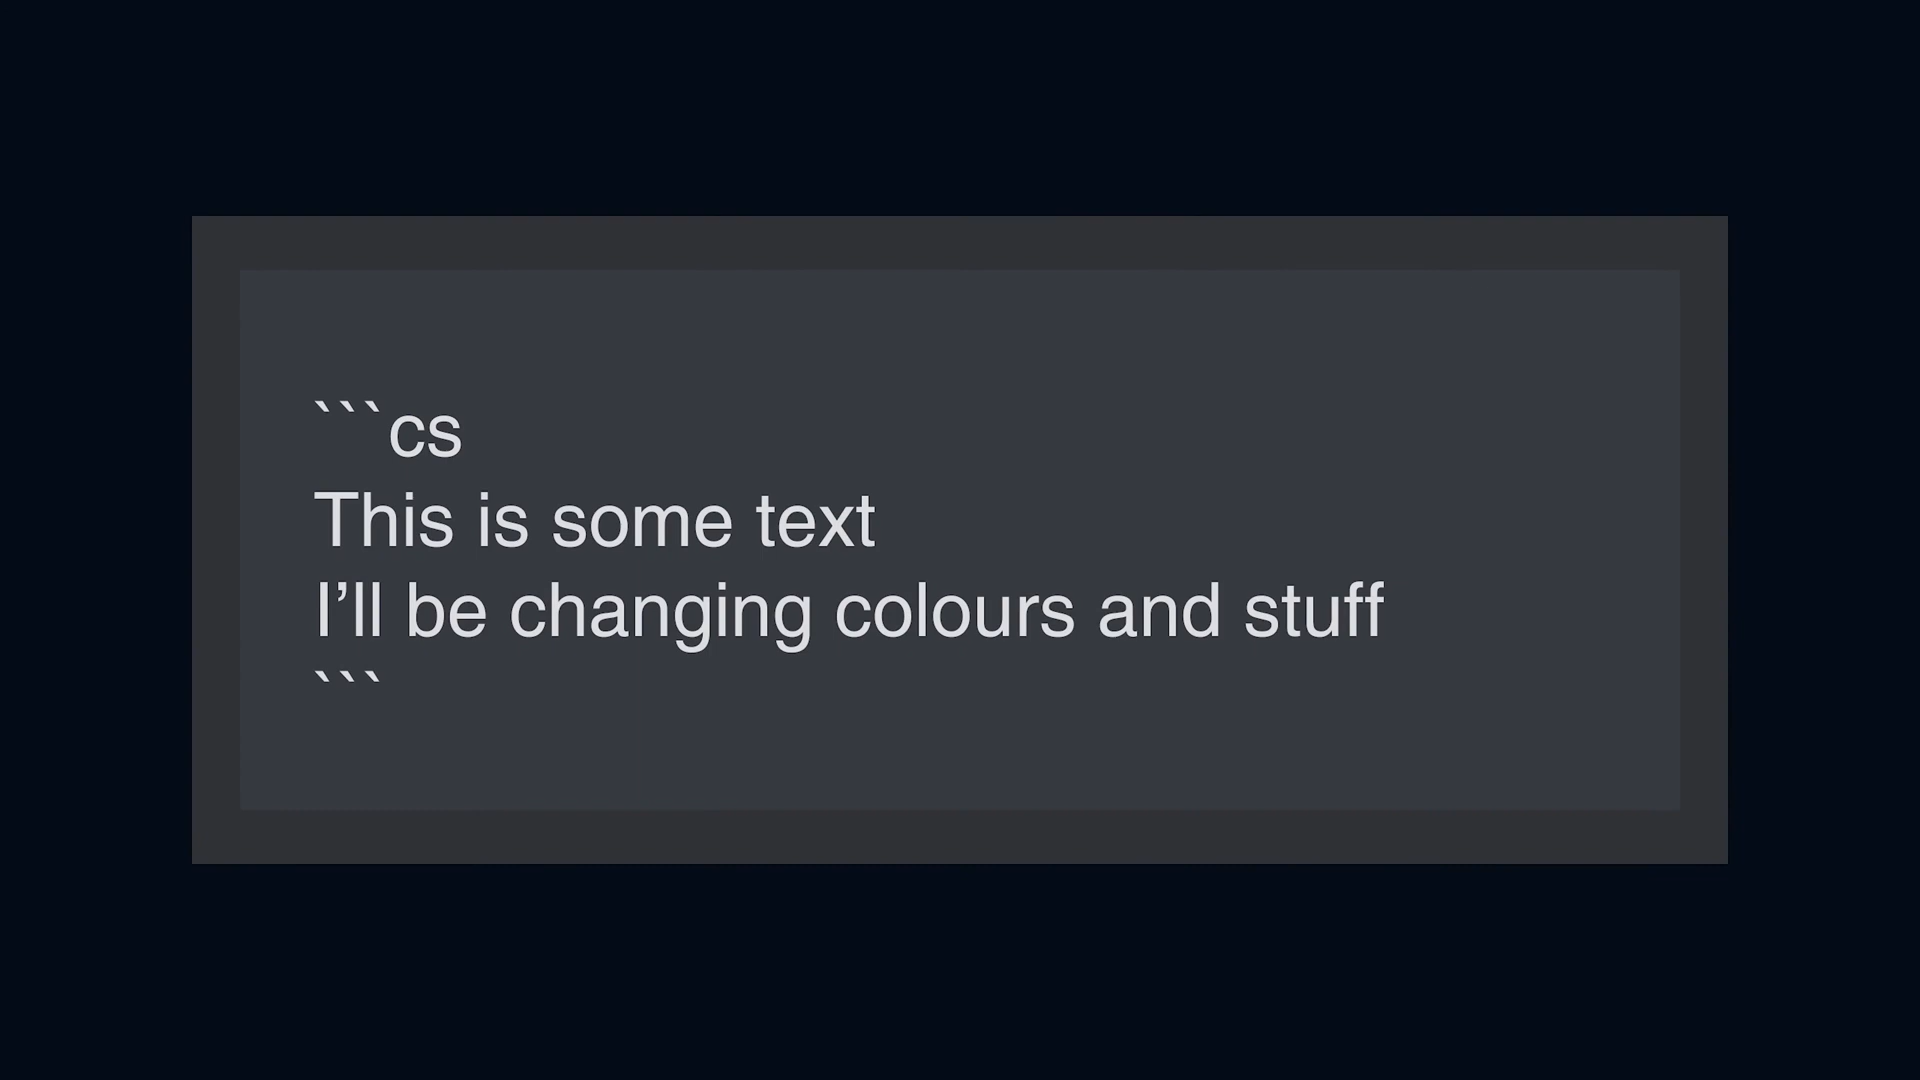 ```cs
This is some text
I’ll be changing colours and stuff
```